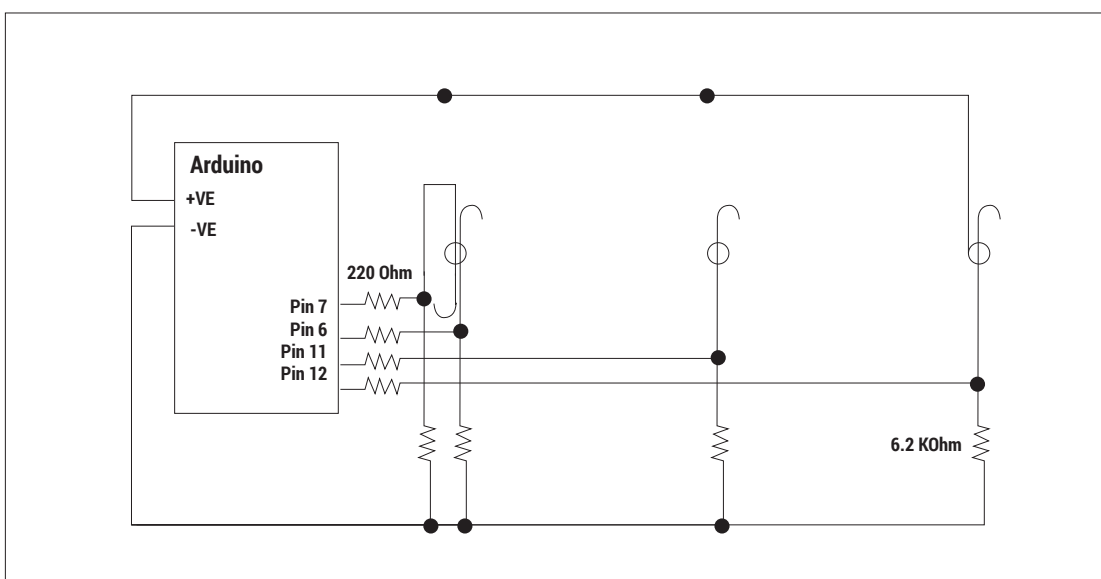 Arduino
+VE
-VE
220 Ohm
Pin 7
Pin 6
Pin 11
Pin 12
6.2 KOhm